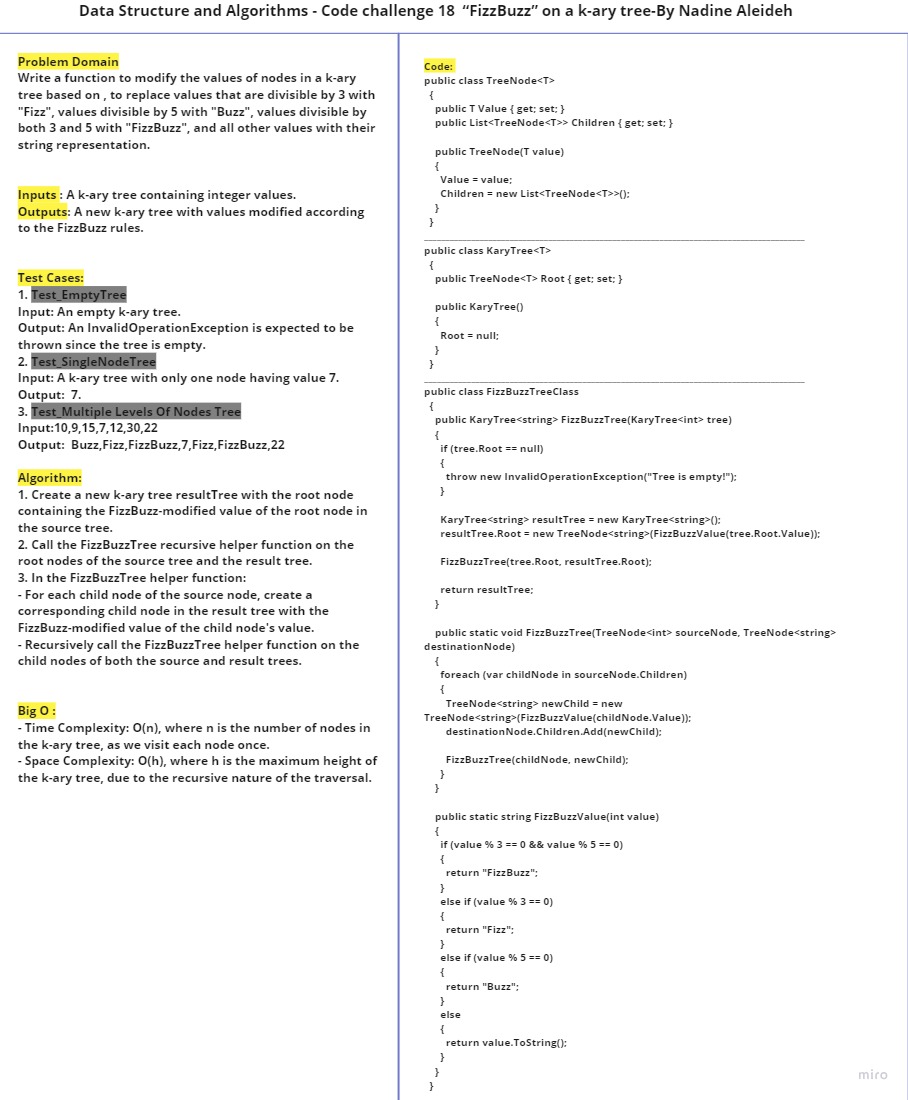 Data Structure and Algorithms - Code challenge 18  “FizzBuzz” on a k-ary tree-By Nadine Aleideh
Problem Domain
Write a function to modify the values of nodes in a k-ary
tree based on , to replace values that are divisible by 3 with
"Fizz", values divisible by 5 with "Buzz", values divisible by
both 3 and 5 with "FizzBuzz", and all other values with their
string representation.
Inputs : A k-ary tree containing integer values.
Outputs: A new k-ary tree with values modified according
to the FizzBuzz rules.
Test Cases:
1. Test_EmptyTree
Input: An empty k-ary tree.
Output: An InvalidOperationException is expected to be
thrown since the tree is empty.
2. Test_SingleNodeTree
Input: A k-ary tree with only one node having value 7.
Output:  7.
3. Test_Multiple Levels Of Nodes Tree
Input:10,9,15,7,12,30,22
Output:  Buzz,Fizz,FizzBuzz,7,Fizz,FizzBuzz,22
Algorithm:
1. Create a new k-ary tree resultTree with the root node
containing the FizzBuzz-modified value of the root node in
the source tree.
2. Call the FizzBuzzTree recursive helper function on the
root nodes of the source tree and the result tree.
3. In the FizzBuzzTree helper function:
- For each child node of the source node, create a
corresponding child node in the result tree with the
FizzBuzz-modified value of the child node's value.
- Recursively call the FizzBuzzTree helper function on the
child nodes of both the source and result trees.
Big O :
- Time Complexity: O(n), where n is the number of nodes in
the k-ary tree, as we visit each node once.
- Space Complexity: O(h), where h is the maximum height of
the k-ary tree, due to the recursive nature of the traversal.
Code:
public class TreeNode<T>
{
public T Value { get; set; }
public List<TreeNode<T>> Children { get; set; }
public TreeNode(T value)
{
Value = value;
Children = new List<TreeNode<T>>();
}
}
public class KaryTree<T>
{
public TreeNode<T> Root { get; set; }
public KaryTree()
{
Root = null;
}
}
public class FizzBuzzTreeClass
{
public KaryTree<string> FizzBuzzTree(KaryTree<int> tree)
{
if (tree.Root == null)
{
throw new InvalidOperationException("Tree is empty!");
}
KaryTree<string> resultTree = new KaryTree<string>();
resultTree.Root = new TreeNode<string>(FizzBuzzValue(tree.Root.Value));
FizzBuzzTree(tree.Root, resultTree.Root);
return resultTree;
}
public static void FizzBuzzTree(TreeNode<int> sourceNode, TreeNode<string>
destinationNode)
{
foreach (var childNode in sourceNode.Children)
{
TreeNode<string> newChild = new
TreeNode<string>(FizzBuzzValue(childNode.Value));
destinationNode.Children.Add(newChild);
FizzBuzzTree(childNode, newChild);
}
}
public static string FizzBuzzValue(int value)
{
if (value % 3 == 0 && value % 5 == 0)
{
return "FizzBuzz";
}
else if (value % 3 == 0)
{
return "Fizz";
}
else if (value % 5 == 0)
{
return "Buzz";
}
else
{
return value.ToString();
}
}
}
miro